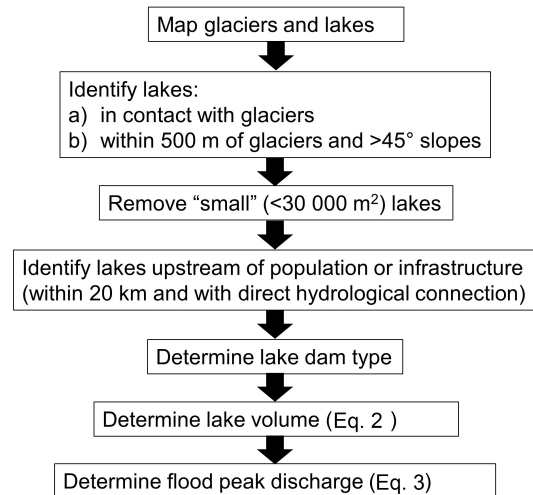 Map glaciers and lakes
Identify lakes:
a) in contact with glaciers
b) within 500 m of glaciers and >45° slopes
Remove “small” (<30 000 m²) lakes
Identify lakes upstream of population or infrastructure
(within 20 km and with direct hydrological connection)
Determine lake dam type
Determine lake volume (Eq. 2 )
Determine flood peak discharge (Eq. 3)